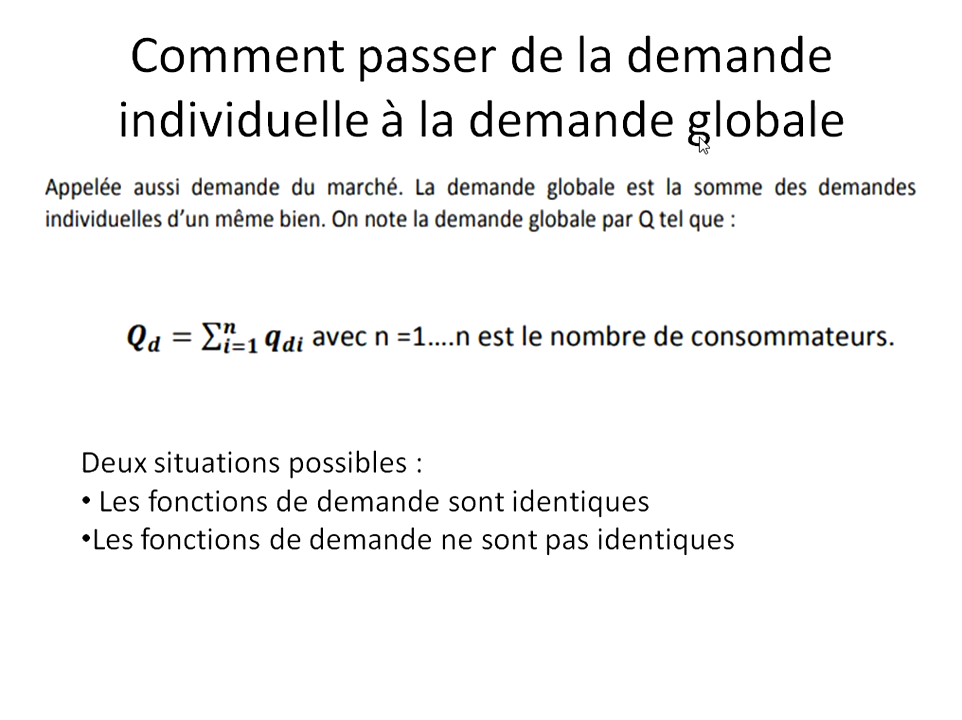 Comment passer de la demande
individuelle à la demande globale
Appelée aussi demande du marché. La demande globale est la somme des demandes
individuelles d’un même bien. On note la demande globale par Q tel que :
Q_d = ∑_{i=1}^{n} q_{di} avec n =1….n est le nombre de consommateurs.
Deux situations possibles :
• Les fonctions de demande sont identiques
•Les fonctions de demande ne sont pas identiques